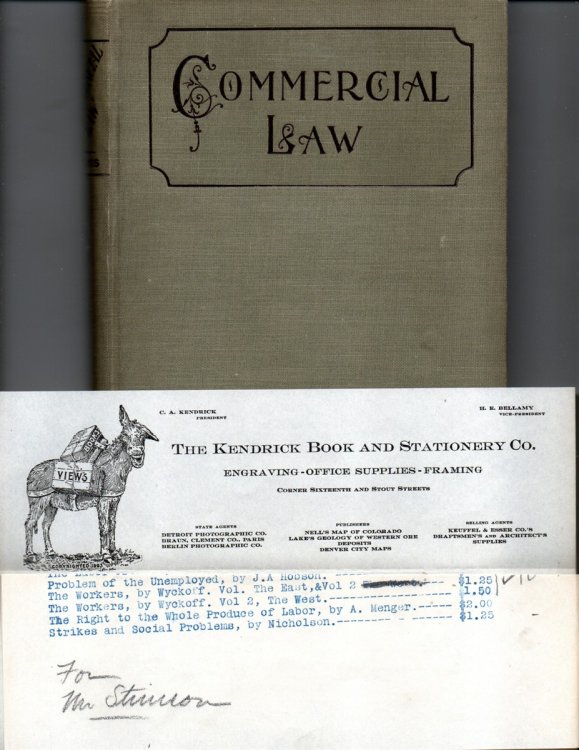 COMMERCIAL
LAW
C. A. KENDRICK
PRESIDENT
H. E. BELLAMY
VICE-PRESIDENT
THE KENDRICK BOOK AND STATIONERY CO.
ENGRAVING-OFFICE SUPPLIES-FRAMING
CORNER SIXTEENTH AND STOUT STREETS
VIEWS
COPYRIGHTED 1893
STATE AGENTS
DETROIT PHOTOGRAPHIC CO.
BRAUN, CLEMENT CO., PARIS
BERLIN PHOTOGRAPHIC CO.
PUBLISHERS
NELL'S MAP OF COLORADO
LAKE'S GEOLOGY OF WESTERN ORE
DEPOSITS
DENVER CITY MAPS
SELLING AGENTS
KEUFFEL & ESSER CO.'S
DRAFTSMEN'S AND ARCHITECT'S
SUPPLIES
Problem of the Unemployed, by J.A Hobson.
The Workers, by Wyckoff. Vol. The East,&Vol 2 $1.25
The Workers, by Wyckoff. Vol 2, The West. $1.50
The Right to the Whole Produce of Labor, by A. Menger. $2.00
Strikes and Social Problems, by Nicholson. $1.25
For
Mr Stimson